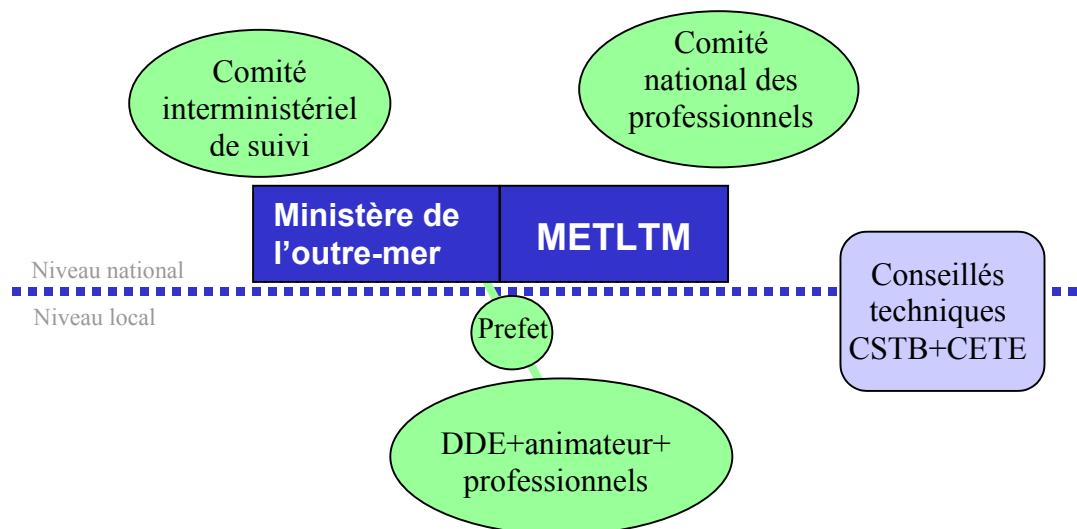 Comité
interministériel
de suivi
Comité
national des
professionnels
Ministère de
l’outre-mer
METLTM
Niveau national
Niveau local
Prefet
Conseillés
techniques
CSTB+CETE
DDE+animateur+
professionnels